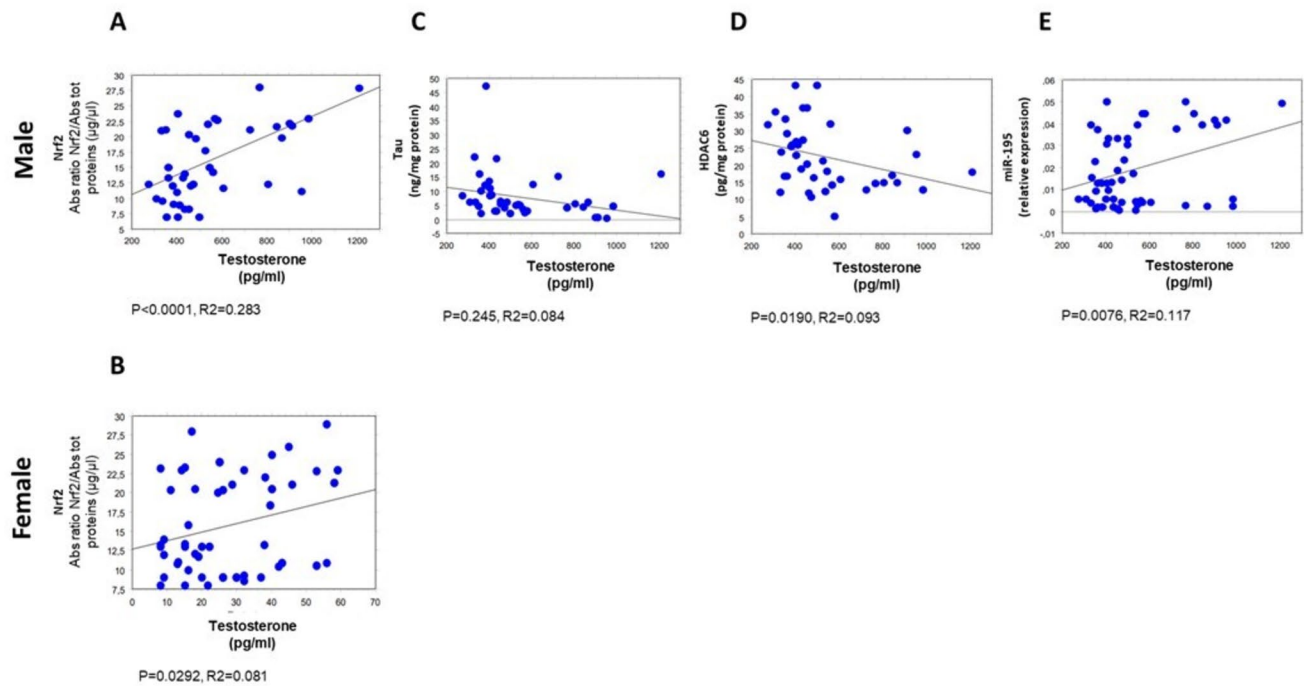 A
C
D
E
Male
Nrf2
Abs ratio Nrf2/Abs tot
proteins (µg/µl)
30
27,5
25
22,5
20
17,5
15
12,5
10
7,5
5
200
400
600
800
1000
1200
Testosterone
(pg/ml)
P<0.0001, R2=0.283
Tau
(ng/mg protein)
50
45
40
35
30
25
20
15
10
5
0
-5
-10
200
400
600
800
1000
1200
Testosterone
(pg/ml)
P=0.245, R2=0.084
HDAC6
(pg/mg protein)
45
40
35
30
25
20
15
10
5
0
200
400
600
800
1000
1200
Testosterone
(pg/ml)
P=0.0190, R2=0.093
miR-195
(relative expression)
,06
,05
,04
,03
,02
,01
0
-,01
200
400
600
800
1000
1200
Testosterone
(pg/ml)
P=0.0076, R2=0.117
B
Female
Nrf2
Abs ratio Nrf2/Abs tot
proteins (µg/µl)
30
27,5
25
22,5
20
17,5
15
12,5
10
7,5
0
10
20
30
40
50
60
70
Testosterone
(pg/ml)
P=0.0292, R2=0.081